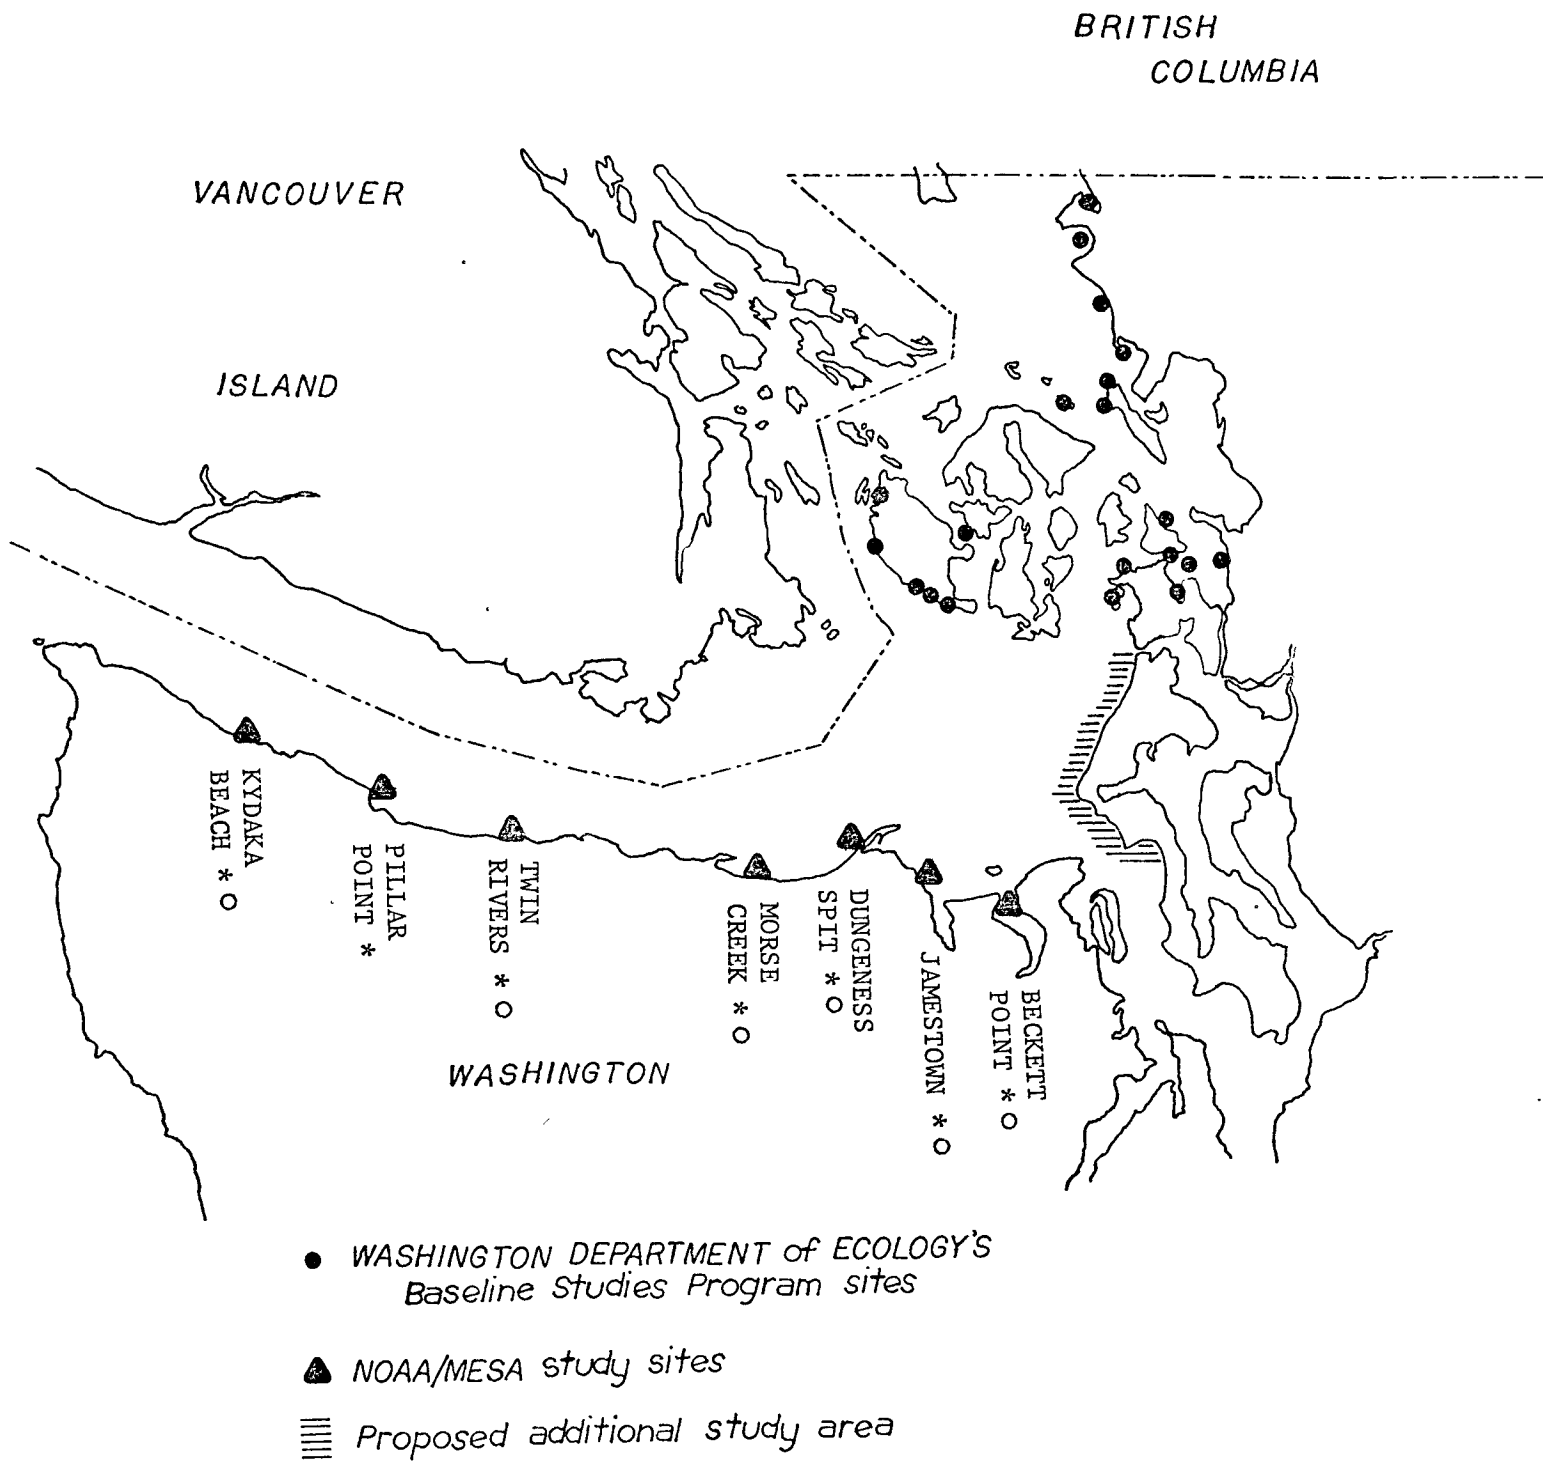 BRITISH
COLUMBIA
VANCOUVER
ISLAND
KYDAKA
BEACH * O
PILLAR
POINT *
TWIN
RIVERS * O
MORSE
CREEK * O
DUNGENESS
SPIT * O
JAMESTOWN * O
BECKETT
POINT * O
WASHINGTON
● WASHINGTON DEPARTMENT of ECOLOGY'S
Baseline Studies Program sites
▲ NOAA/MESA study sites
Proposed additional study area